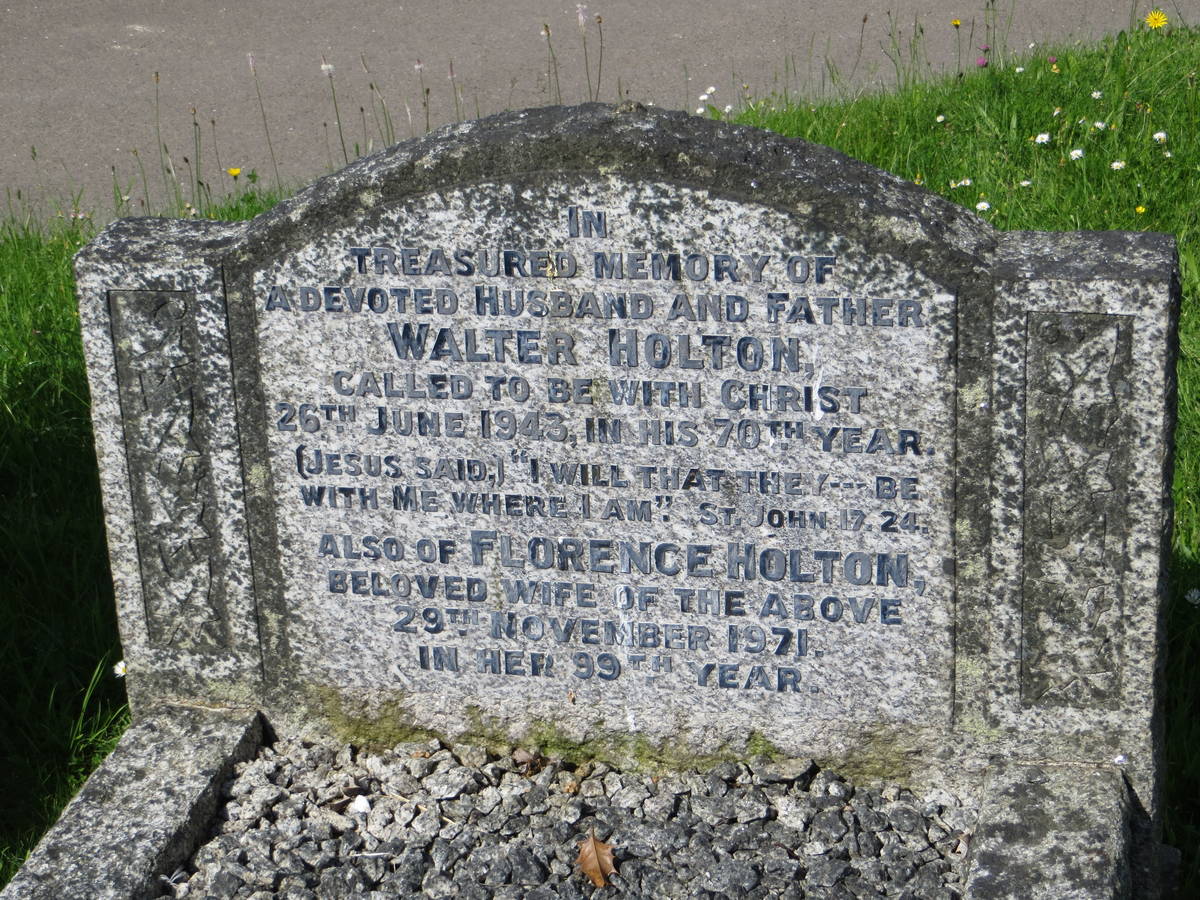 IN
TREASURED MEMORY OF
A DEVOTED HUSBAND AND FATHER
WALTER HOLTON,
CALLED TO BE WITH CHRIST
26TH JUNE 1943, IN HIS 70TH YEAR.
(JESUS SAID,) "I WILL THAT THEY --- BE
WITH ME WHERE I AM". ST. JOHN 17. 24.
ALSO OF FLORENCE HOLTON,
BELOVED WIFE OF THE ABOVE
29TH NOVEMBER 1971.
IN HER 99TH YEAR.